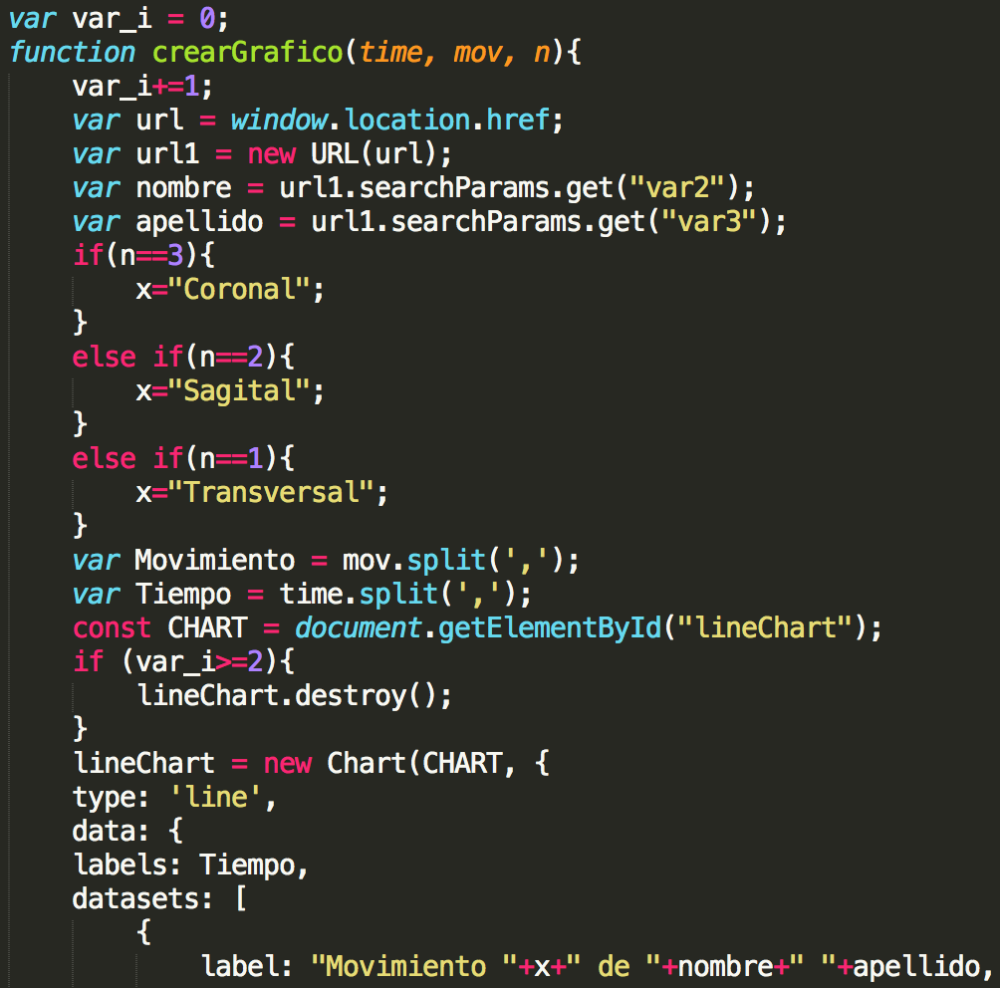 var var_i = 0;
function crearGrafico(time, mov, n){
    var_i+=1;
    var url = window.location.href;
    var url1 = new URL(url);
    var nombre = url1.searchParams.get("var2");
    var apellido = url1.searchParams.get("var3");
    if(n==3){
        x="Coronal";
    }
    else if(n==2){
        x="Sagital";
    }
    else if(n==1){
        x="Transversal";
    }
    var Movimiento = mov.split(',');
    var Tiempo = time.split(',');
    const CHART = document.getElementById("lineChart");
    if (var_i>=2){
        lineChart.destroy();
    }
    lineChart = new Chart(CHART, {
    type: 'line',
    data: {
    labels: Tiempo,
    datasets: [
        {
            label: "Movimiento "+x+" de "+nombre+" "+apellido,